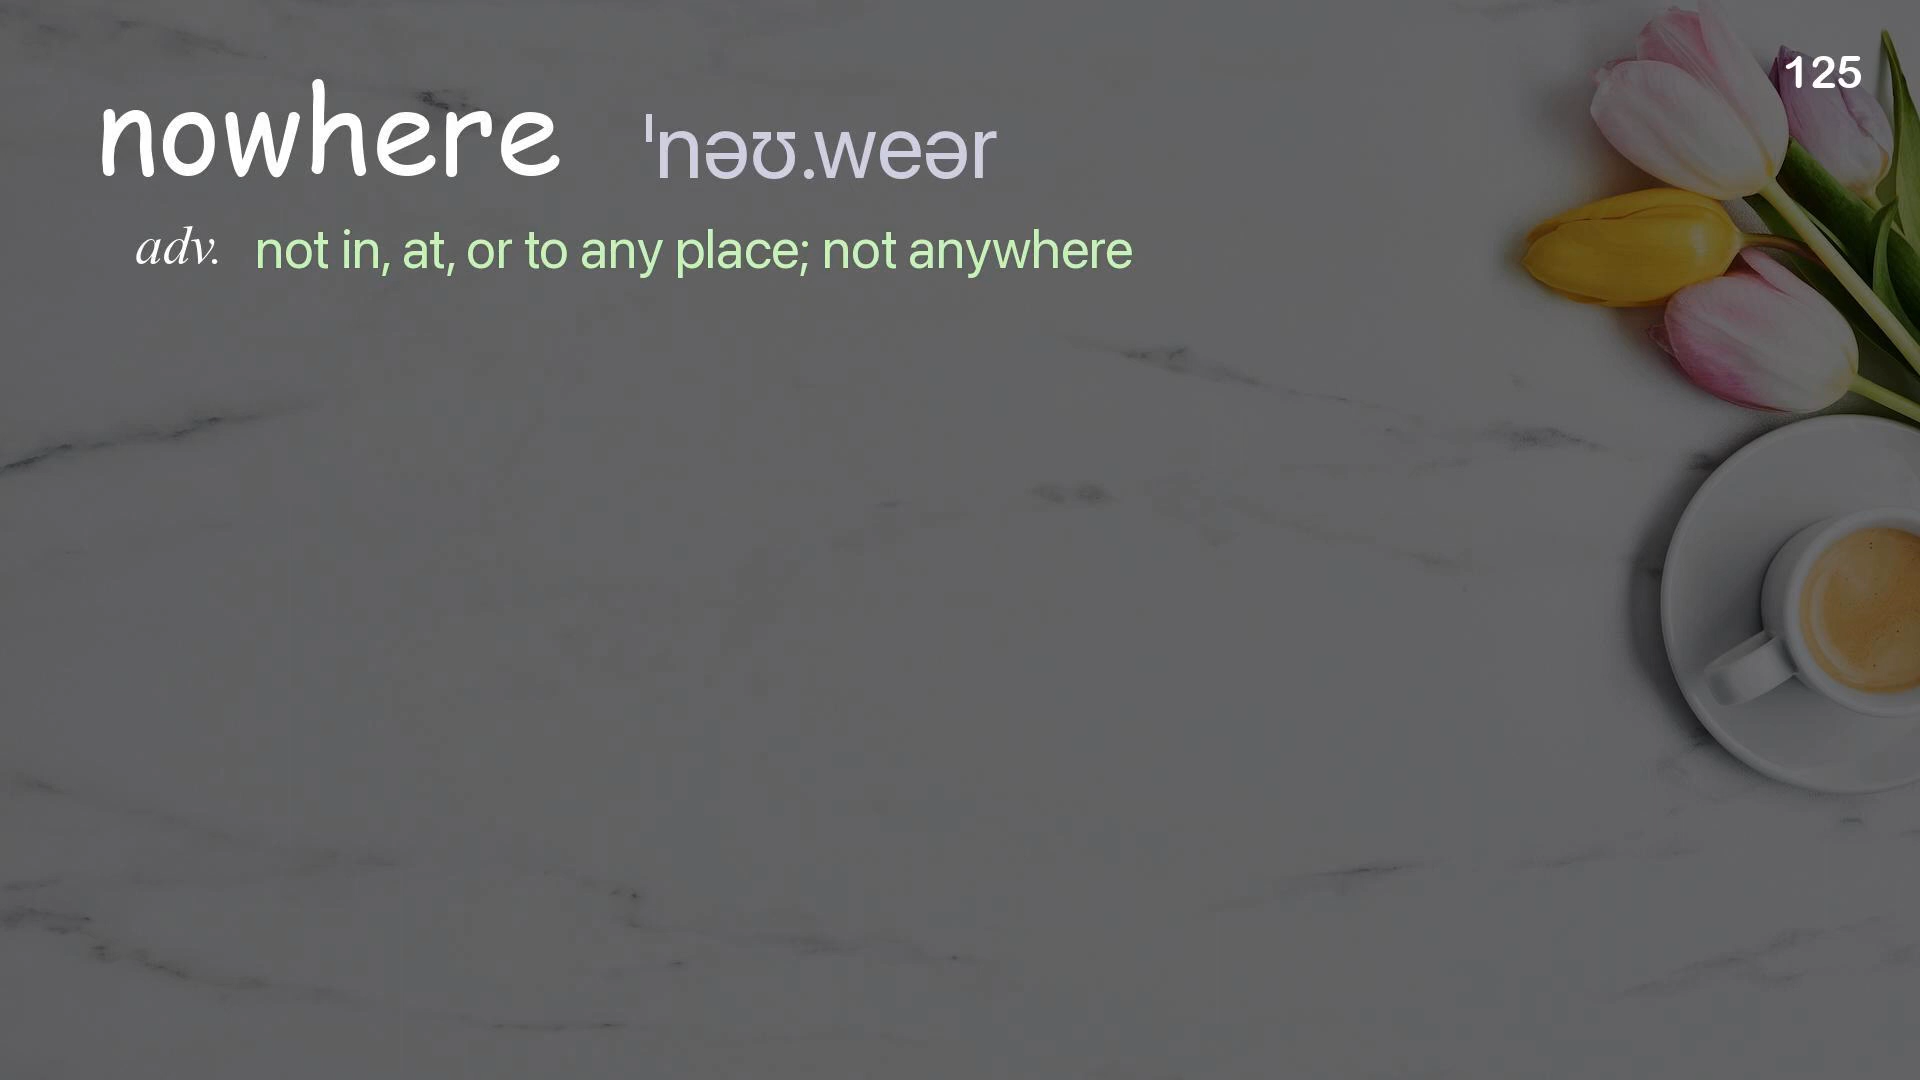 125
nowhere ˈnəʊ.weər
adv. not in, at, or to any place; not anywhere